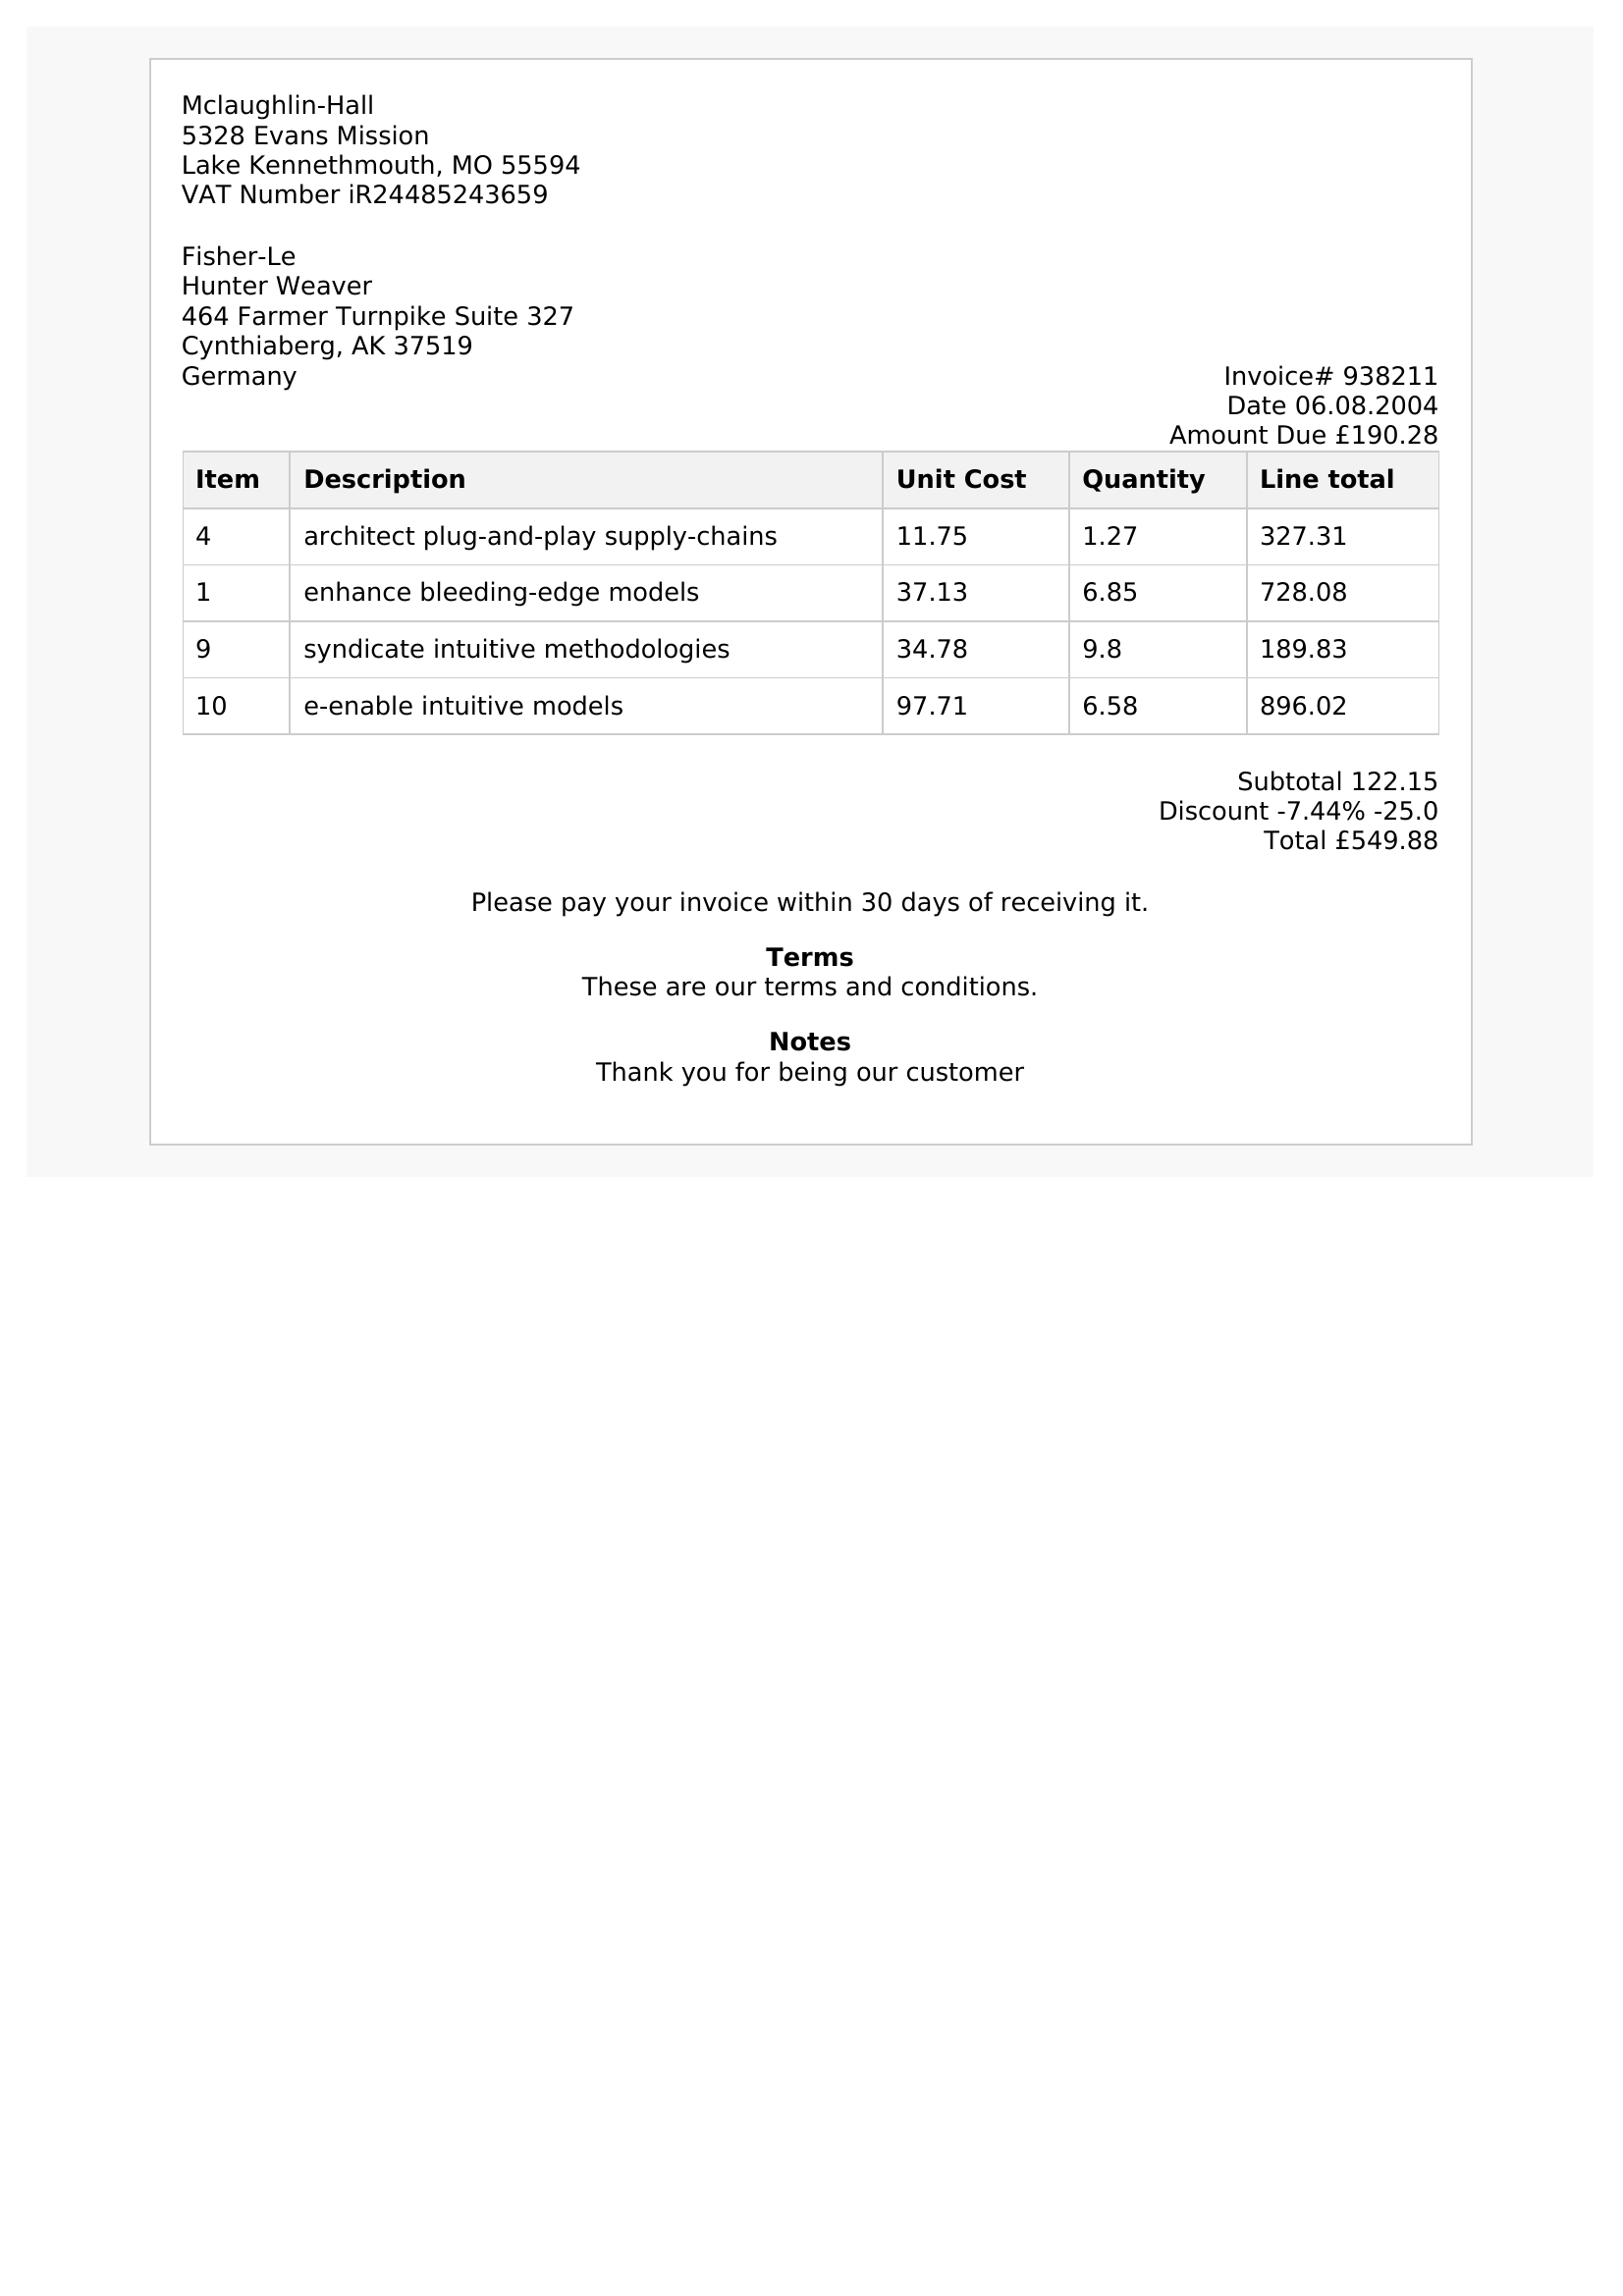 Mclaughlin-Hall
5328 Evans Mission
Lake Kennethmouth, MO 55594
VAT Number iR24485243659
Fisher-Le
Hunter Weaver
464 Farmer Turnpike Suite 327
Cynthiaberg, AK 37519
Germany
Invoice# 938211
Date 06.08.2004
Amount Due £190.28
Item Description Unit Cost Quantity Line total
4 architect plug-and-play supply-chains 11.75 1.27 327.31
1 enhance bleeding-edge models 37.13 6.85 728.08
9 syndicate intuitive methodologies 34.78 9.8 189.83
10 e-enable intuitive models 97.71 6.58 896.02
Subtotal 122.15
Discount -7.44% -25.0
Total £549.88
Please pay your invoice within 30 days of receiving it.
Terms
These are our terms and conditions.
Notes
Thank you for being our customer